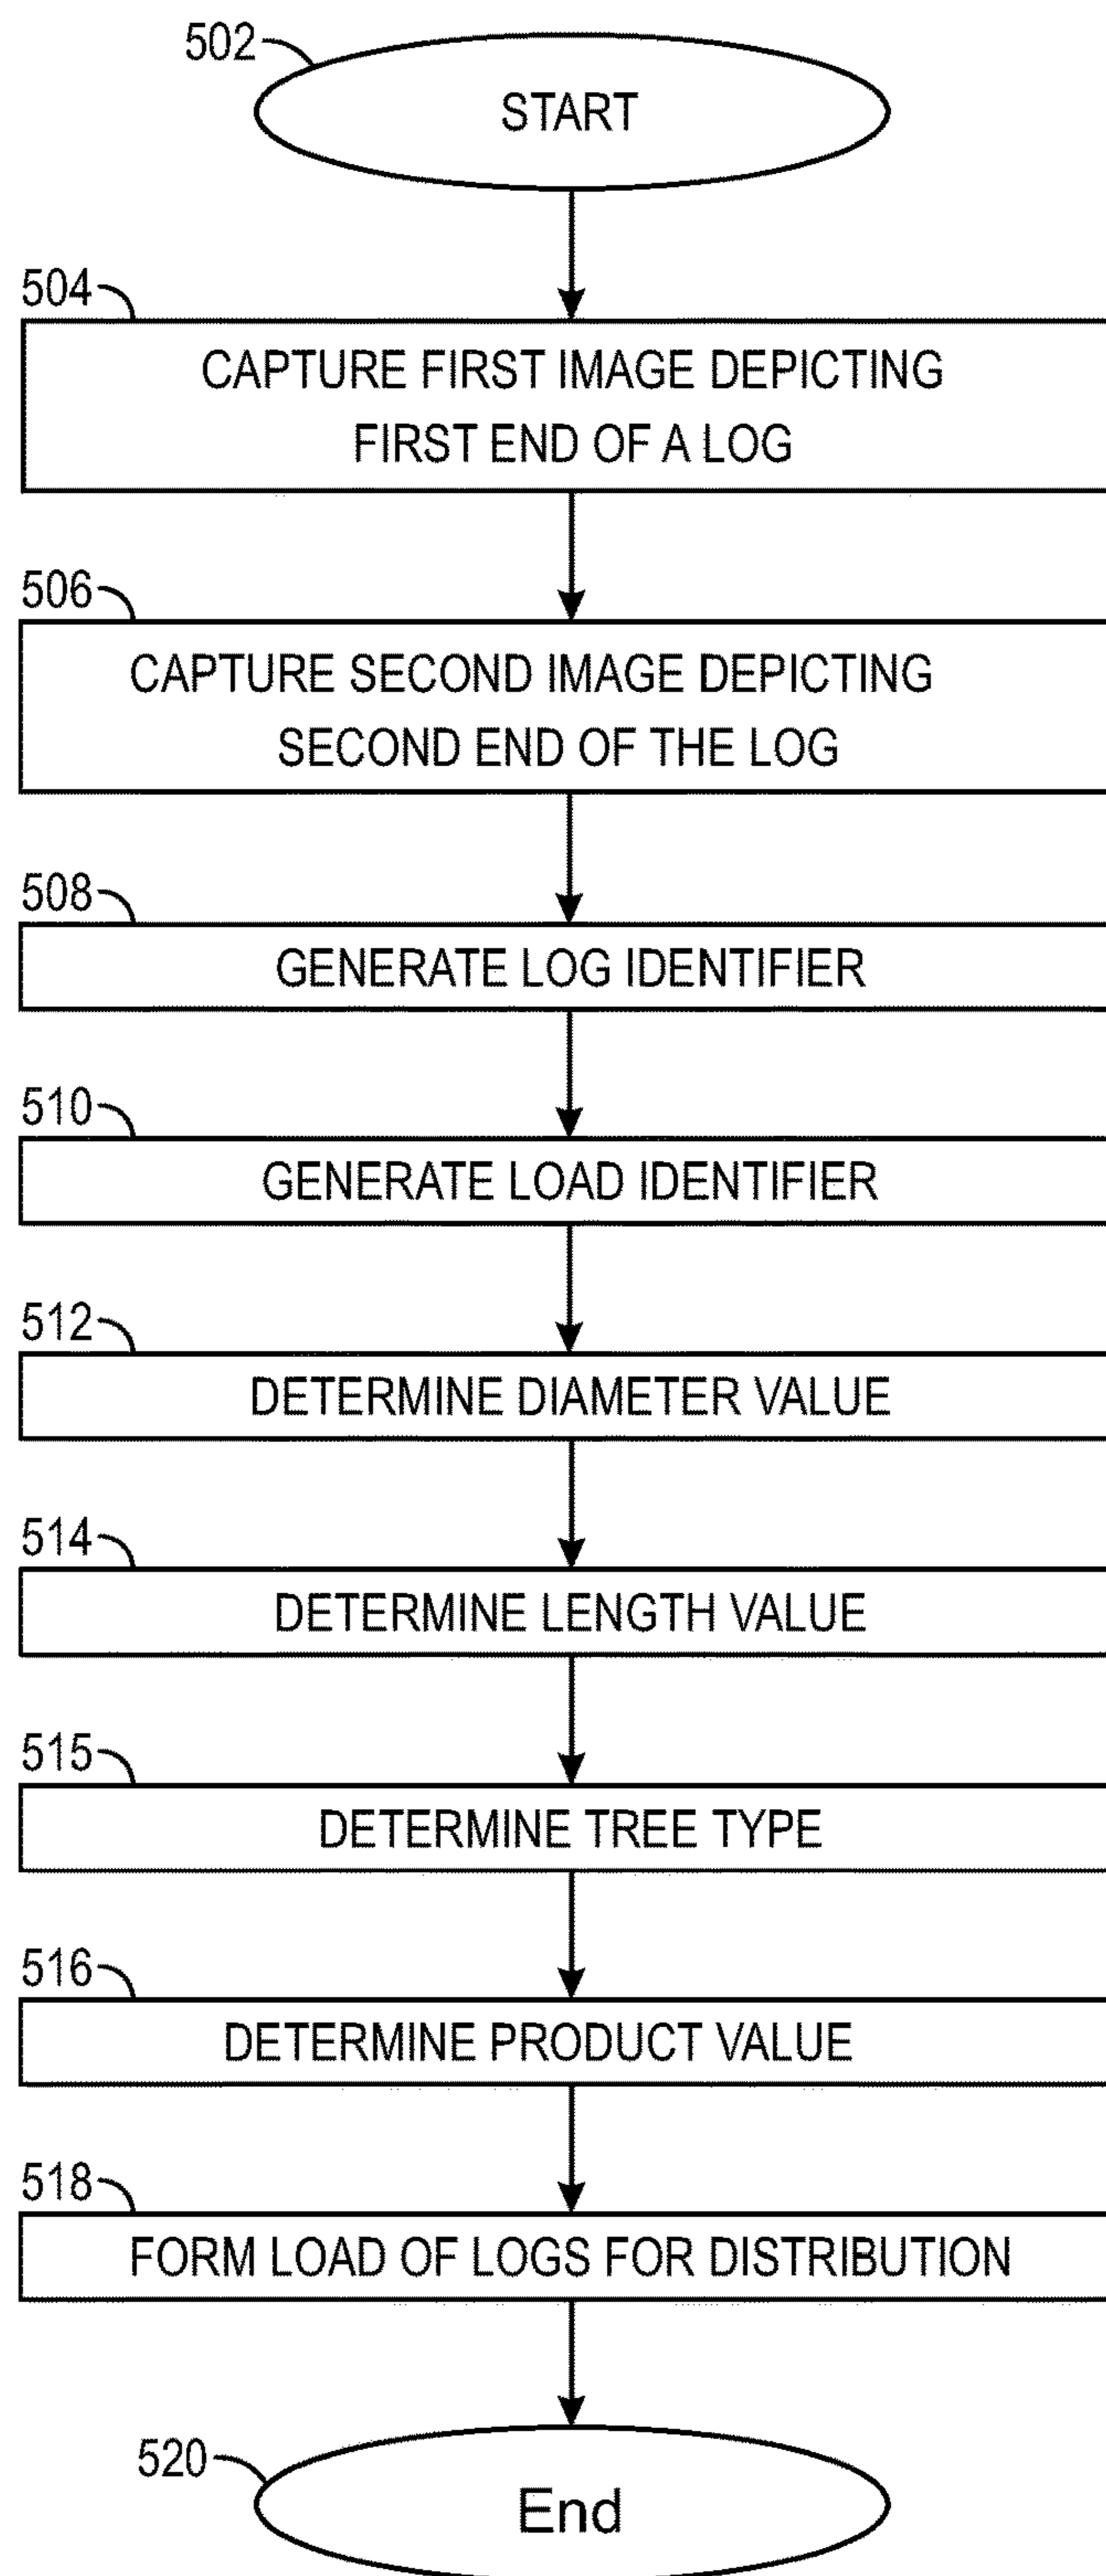 502
START
504
CAPTURE FIRST IMAGE DEPICTING
FIRST END OF A LOG
506
CAPTURE SECOND IMAGE DEPICTING
SECOND END OF THE LOG
508
GENERATE LOG IDENTIFIER
510
GENERATE LOAD IDENTIFIER
512
DETERMINE DIAMETER VALUE
514
DETERMINE LENGTH VALUE
515
DETERMINE TREE TYPE
516
DETERMINE PRODUCT VALUE
518
FORM LOAD OF LOGS FOR DISTRIBUTION
520
End